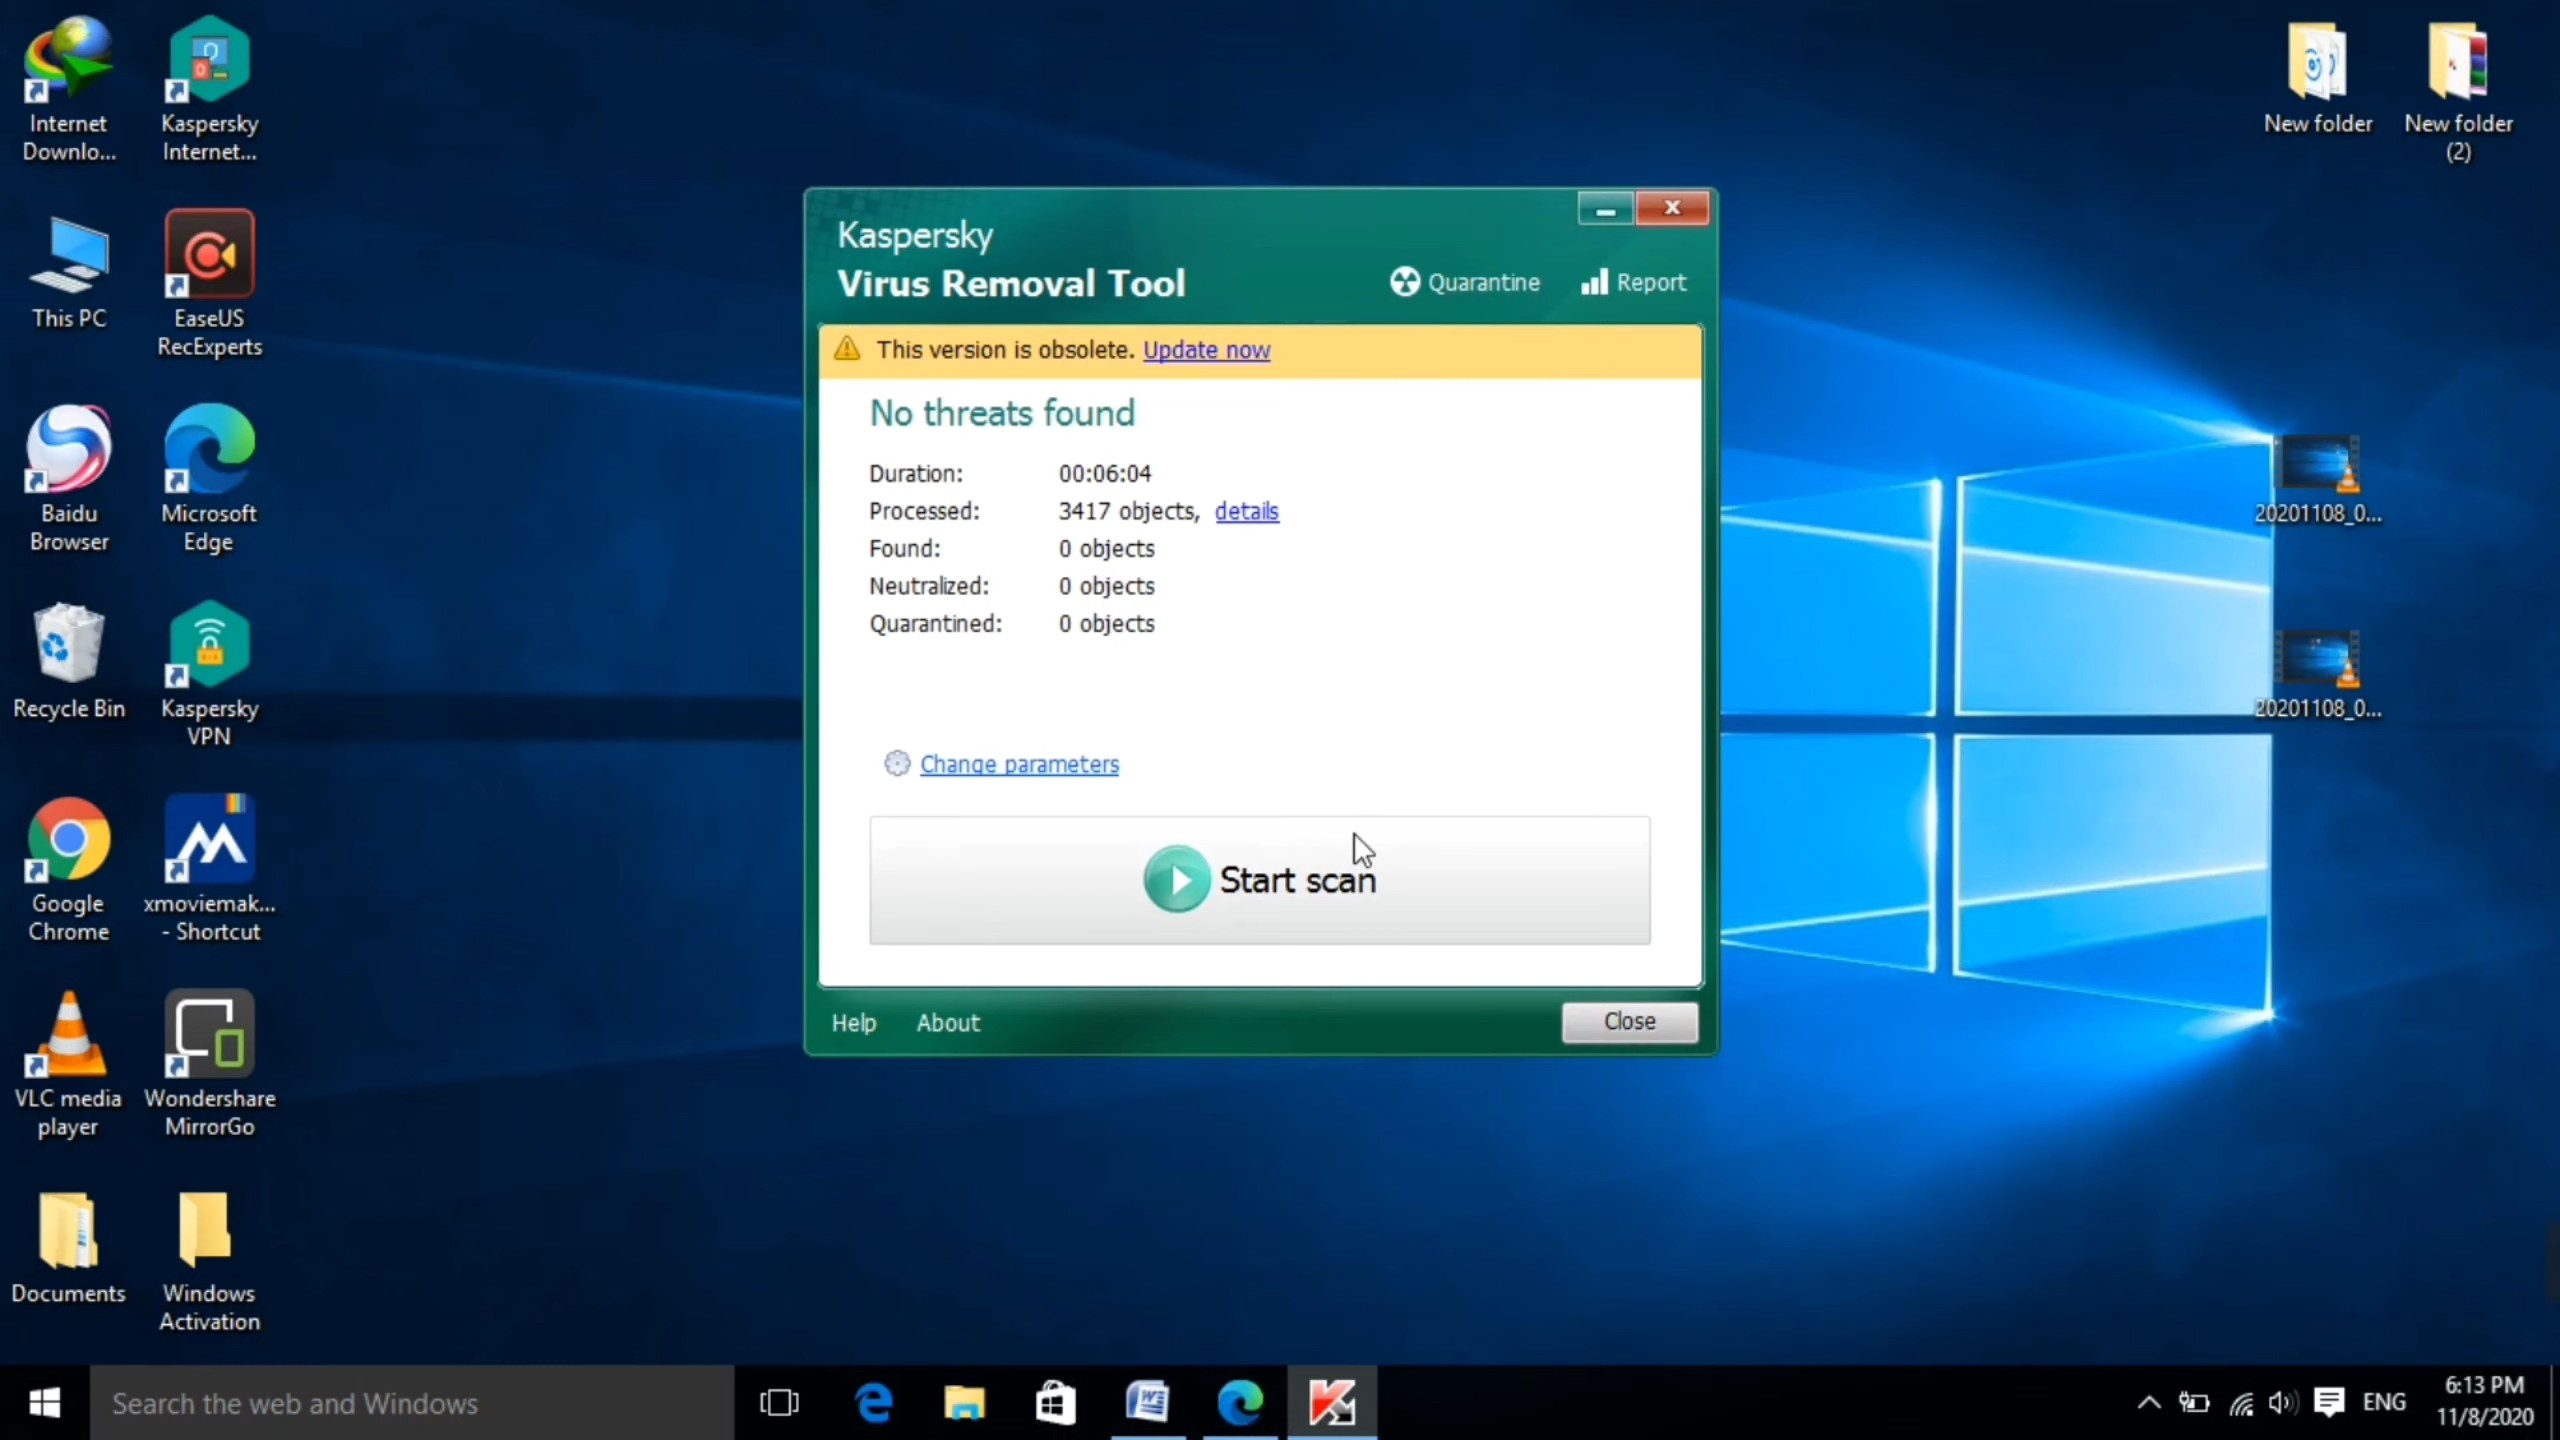 Internet
Downlo...
Kaspersky
Internet...
New folder
New folder
(2)
This PC
EaseUS
RecExperts
Baidu
Browser
Microsoft
Edge
Recycle Bin
Kaspersky
VPN
Google
Chrome
xmoviemak...
- Shortcut
VLC media
player
Wondershare
MirrorGo
Documents
Windows
Activation
20201108_0...
20201108_0...
Kaspersky
Virus Removal Tool
Quarantine
Report
This version is obsolete. Update now
No threats found
Duration: 00:06:04
Processed: 3417 objects, details
Found: 0 objects
Neutralized: 0 objects
Quarantined: 0 objects
Change parameters
Start scan
Help
About
Close
Search the web and Windows
ENG
6:13 PM
11/8/2020